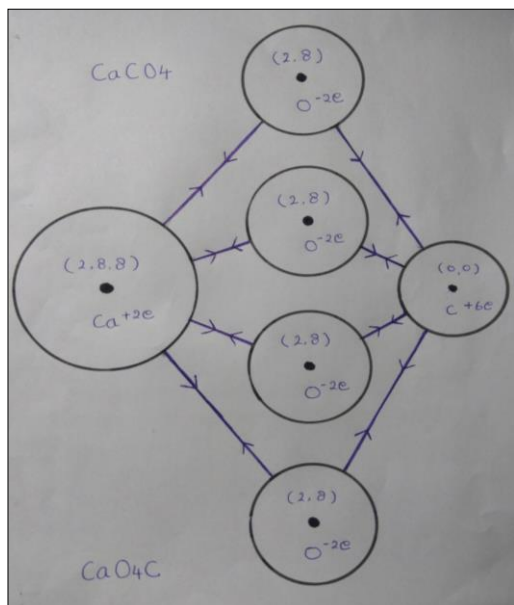 CaCO4
(2.8)
O-2e
(2.8)
O-2e
(2.8.8)
Ca+2e
(0,0)
C+6e
(2,8)
O-2e
(2,8)
O-2e
CaO4C